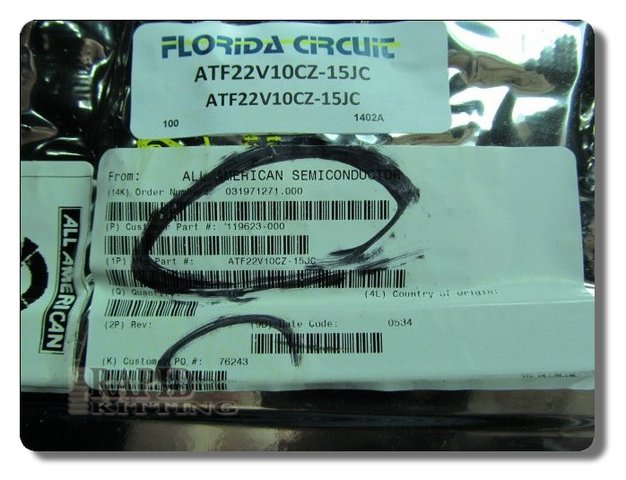 FLORIDA CIRCUIT
ATF22V10CZ-15JC
ATF22V10CZ-15JC
100 1402A
From: ALL AMERICAN SEMICONDUCTOR
(14K) Order Number: 031971271.000
(P) Customer Part #: 119623-000
(1P) Part #: ATF22V10CZ-15JC
(Q) Quantity: (4L) Country of Origin:
(2P) Rev: (9D) Date Code: 0534
(K) Customer PO #: 76243
ALL AMERICAN
KITTING